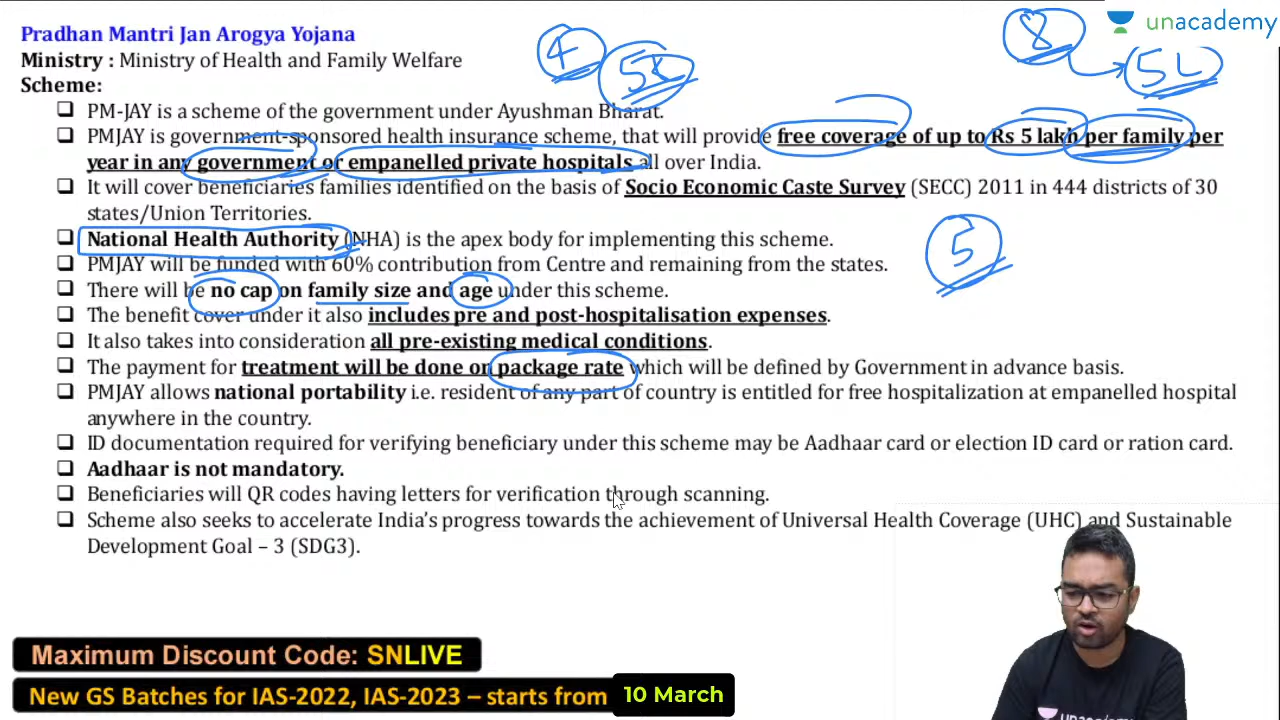 Pradhan Mantri Jan Arogya Yojana
Ministry : Ministry of Health and Family Welfare
Scheme:
❑ PM-JAY is a scheme of the government under Ayushman Bharat.
❑ PMJAY is government-sponsored health insurance scheme, that will provide free coverage of up to Rs 5 lakh per family per
year in any government or empanelled private hospitals all over India.
❑ It will cover beneficiaries families identified on the basis of Socio Economic Caste Survey (SECC) 2011 in 444 districts of 30
states/Union Territories.
❑ National Health Authority (NHA) is the apex body for implementing this scheme.
❑ PMJAY will be funded with 60% contribution from Centre and remaining from the states.
❑ There will be no cap on family size and age under this scheme.
❑ The benefit cover under it also includes pre and post-hospitalisation expenses.
❑ It also takes into consideration all pre-existing medical conditions.
❑ The payment for treatment will be done on package rate which will be defined by Government in advance basis.
❑ PMJAY allows national portability i.e. resident of any part of country is entitled for free hospitalization at empanelled hospital
anywhere in the country.
❑ ID documentation required for verifying beneficiary under this scheme may be Aadhaar card or election ID card or ration card.
❑ Aadhaar is not mandatory.
❑ Beneficiaries will QR codes having letters for verification through scanning.
❑ Scheme also seeks to accelerate India's progress towards the achievement of Universal Health Coverage (UHC) and Sustainable
Development Goal – 3 (SDG3).
4
8
5L
5
unacademy
Maximum Discount Code: SNLIVE
New GS Batches for IAS-2022, IAS-2023 – starts from 10 March